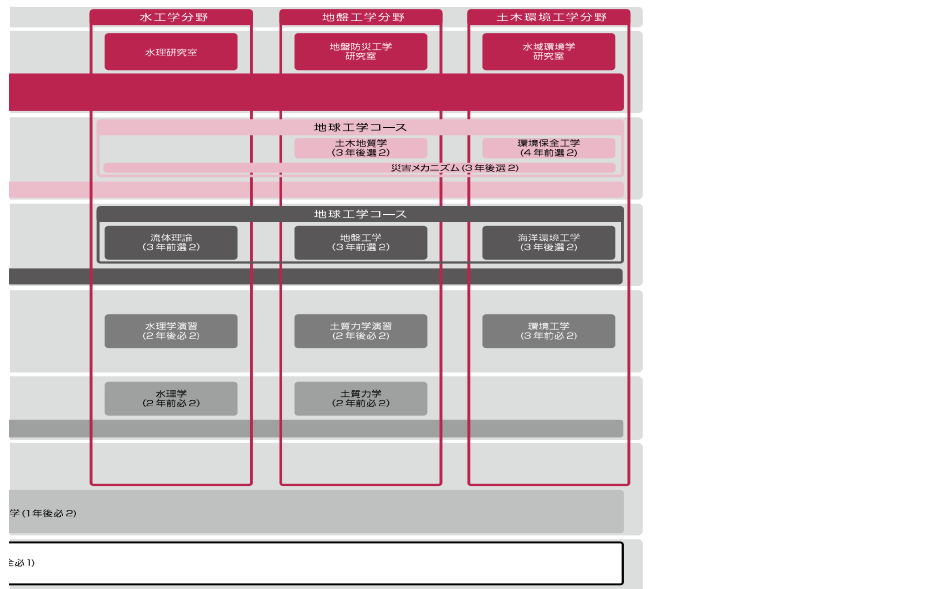 水工学分野
地盤工学分野
土木環境工学分野
水理研究室
地盤防災工学
研究室
水域環境学
研究室
地球工学コース
土木地質学
(3年後選2)
環境保全工学
(4年前選2)
災害メカニズム(3年後選2)
地球工学コース
流体理論
(3年前選2)
地盤工学
(3年前選2)
海洋環境工学
(3年後選2)
水理学演習
(2年後必2)
土質力学演習
(2年後必2)
環境工学
(3年前必2)
水理学
(2年前必2)
土質力学
(2年前必2)
学(1年後必2)
必1)